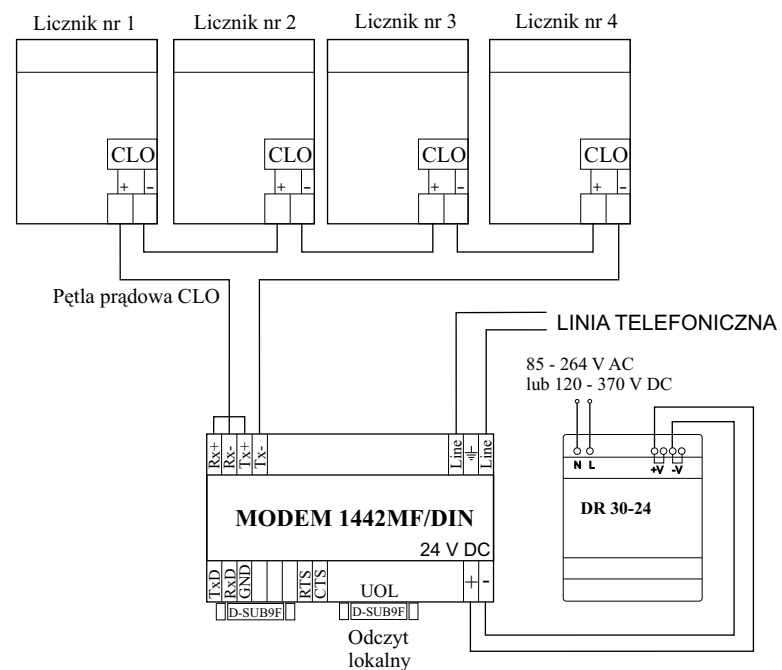 Licznik nr 1 Licznik nr 2 Licznik nr 3 Licznik nr 4
CLO CLO CLO CLO
+ - + - + - + -
Pętla prądowa CLO
LINIA TELEFONICZNA
85 - 264 V AC
lub 120 - 370 V DC
Rx+ Rx- Tx+ Tx- Line Line
N L +V -V
MODEM 1442MF/DIN
DR 30-24
24 V DC
TxD RxD GND RTS CTS UOL + -
D-SUB9F D-SUB9F
Odczyt
lokalny